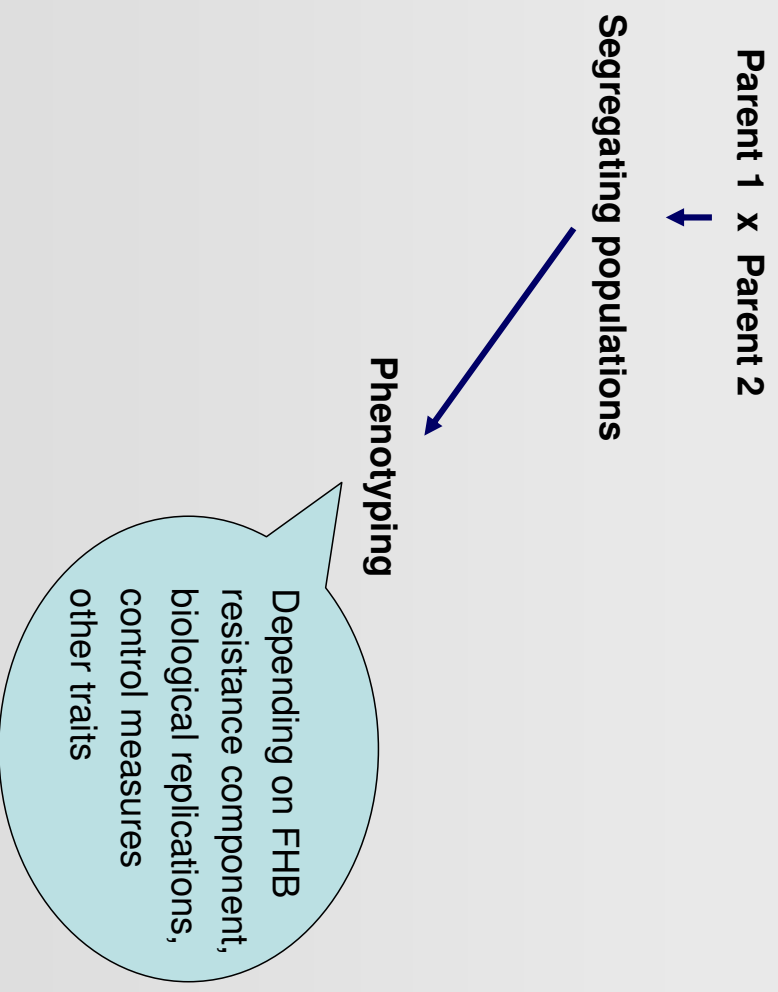 Parent 1 x Parent 2
Segregating populations
Phenotyping
Depending on FHB
resistance component,
biological replications,
control measures
other traits